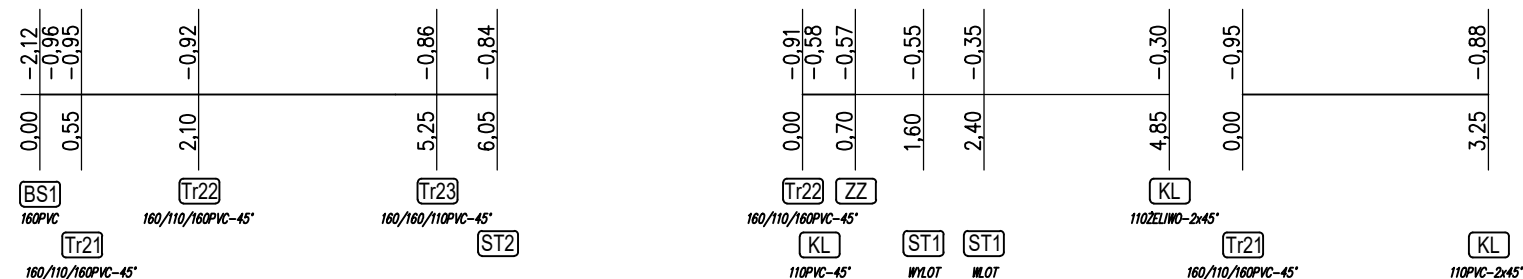 -2,12 -0,96 -0,95 -0,92 -0,86 -0,84 -0,91 -0,58 -0,57 -0,55 -0,35 -0,30 -0,95 -0,88
0,00 0,55 2,10 5,25 6,05 0,00 0,70 1,60 2,40 4,85 0,00 3,25
BS1 Tr22 Tr23 Tr22 ZZ KL
160PVC 160/110/160PVC-45° 160/160/110PVC-45° 160/110/160PVC-45° 110ŻELIWO-2x45°
Tr21 ST2 KL ST1 ST1 Tr21 KL
160/110/160PVC-45° 110PVC-45° WYLOT WLOT 160/110/160PVC-45° 110PVC-2x45°